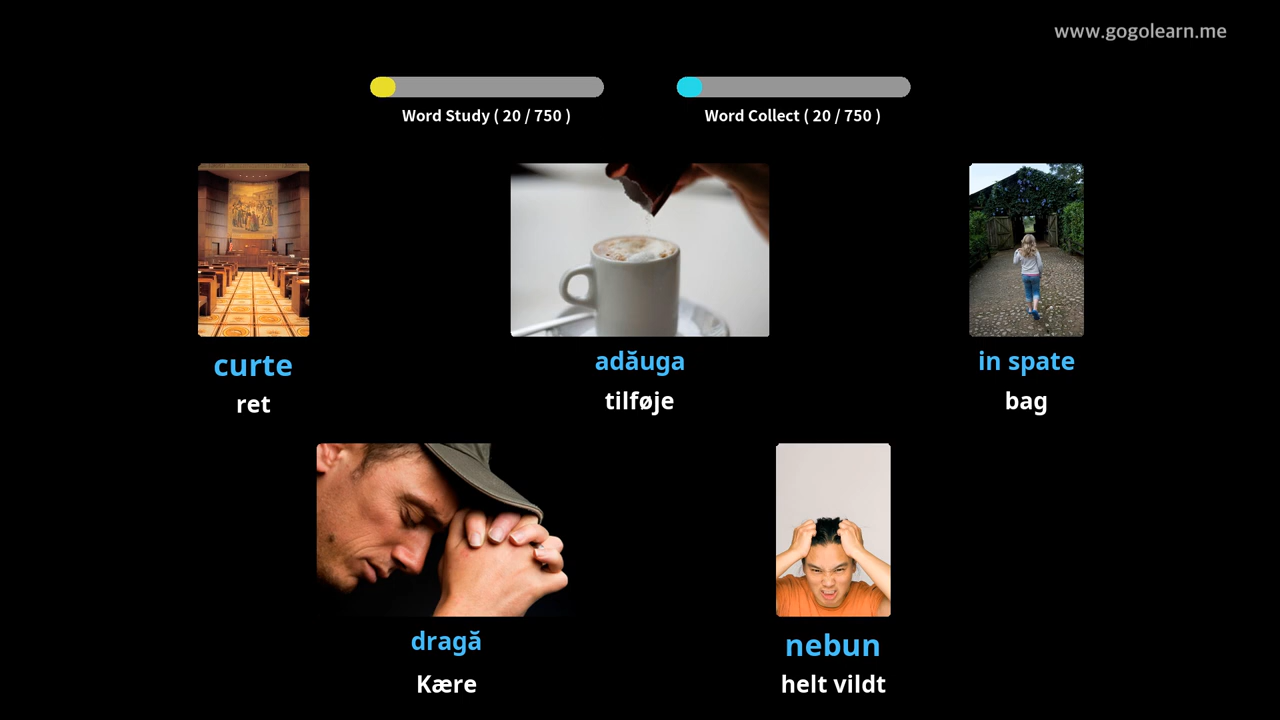 www.gogolearn.me
Word Study ( 20 / 750 )
Word Collect ( 20 / 750 )
curte
ret
adăuga
tilføje
in spate
bag
dragă
Kære
nebun
helt vildt